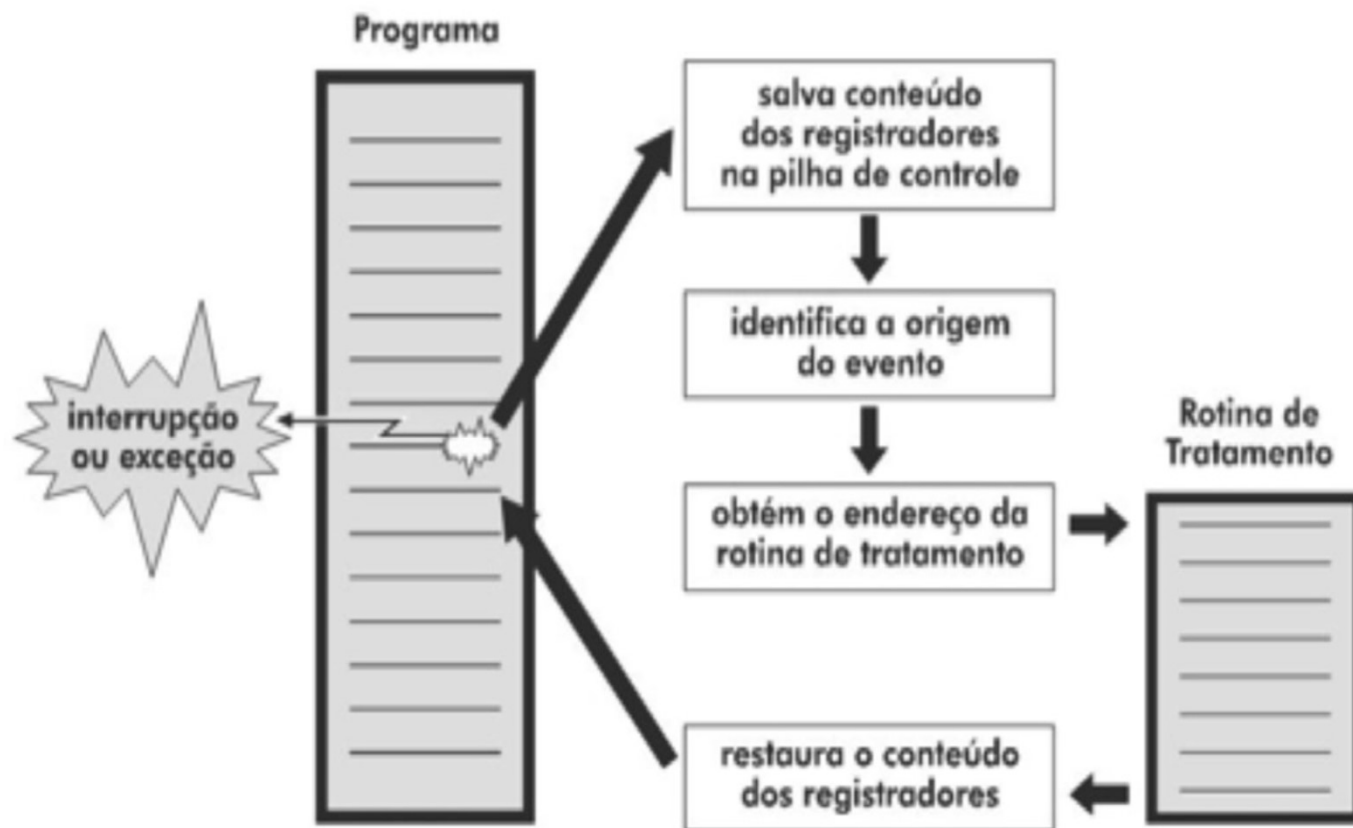 Programa
salva conteúdo
dos registradores
na pilha de controle
identifica a origem
do evento
interrupção
ou exceção
obtém o endereço da
rotina de tratamento
Rotina de
Tratamento
restaura o conteúdo
dos registradores